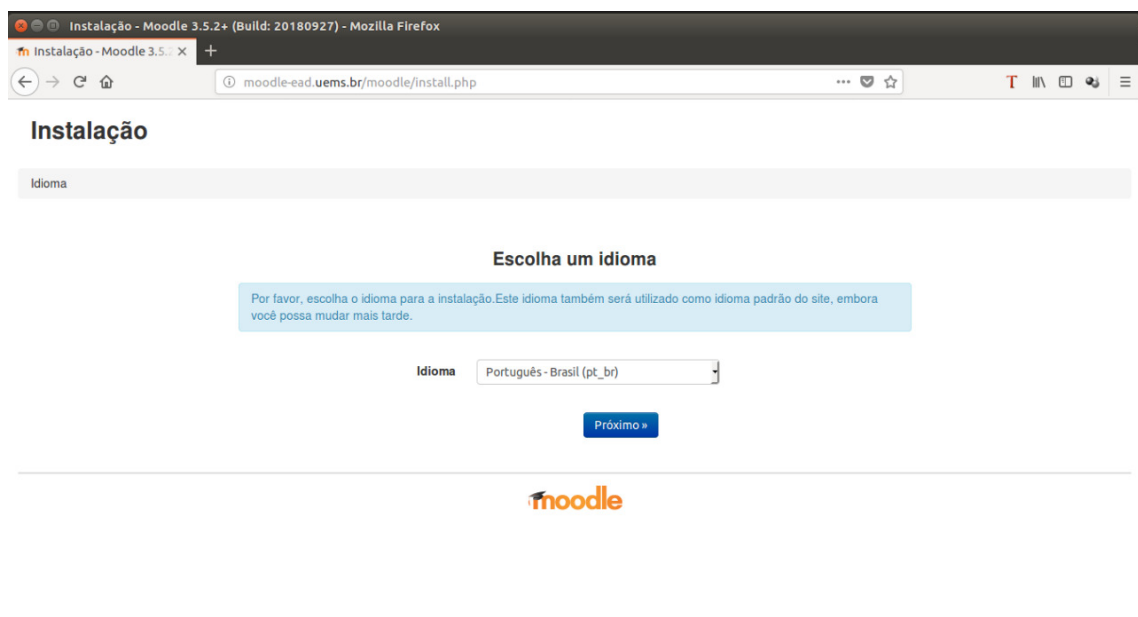 Instalação - Moodle 3.5.2+ (Build: 20180927) - Mozilla Firefox
Instalação - Moodle 3.5.
moodle-ead.uems.br/moodle/install.php
Instalação
Idioma
Escolha um idioma
Por favor, escolha o idioma para a instalação.Este idioma também será utilizado como idioma padrão do site, embora
você possa mudar mais tarde.
Idioma Português - Brasil (pt_br)
Próximo »
moodle